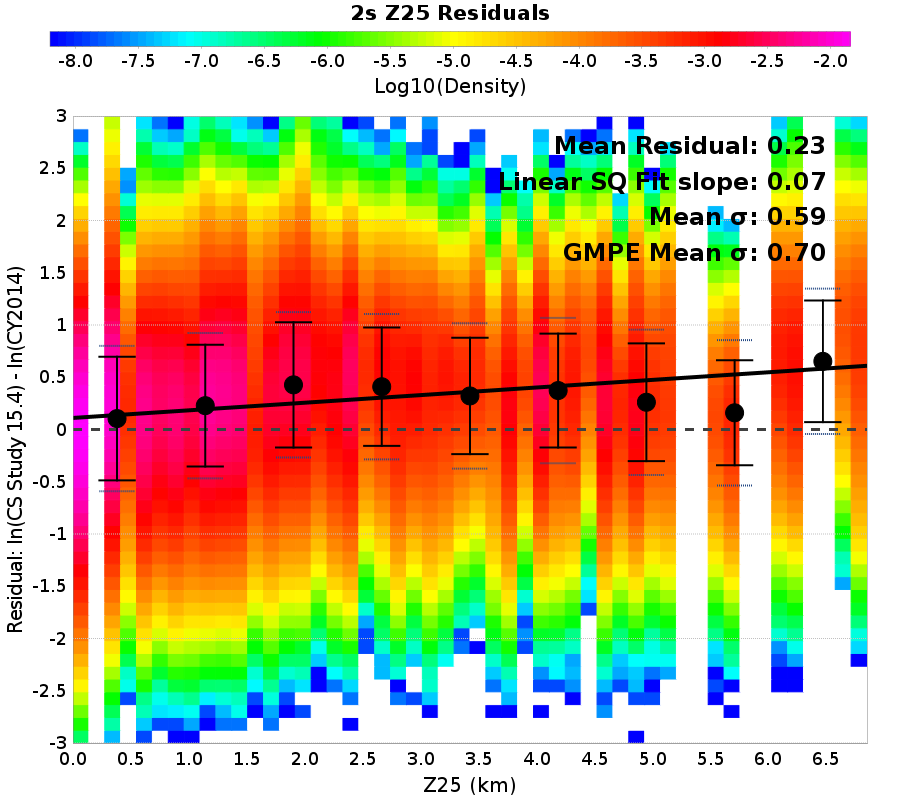 2s Z25 Residuals
-8.0 -7.5 -7.0 -6.5 -6.0 -5.5 -5.0 -4.5 -4.0 -3.5 -3.0 -2.5 -2.0
Log10(Density)
Mean Residual: 0.23
Linear SQ Fit slope: 0.07
Mean σ: 0.59
GMPE Mean σ: 0.70
Residual: ln(CS Study 15.4) - ln(CY2014)
3
2.5
2
1.5
1
0.5
0
-0.5
-1
-1.5
-2
-2.5
-3
0.0 0.5 1.0 1.5 2.0 2.5 3.0 3.5 4.0 4.5 5.0 5.5 6.0 6.5
Z25 (km)